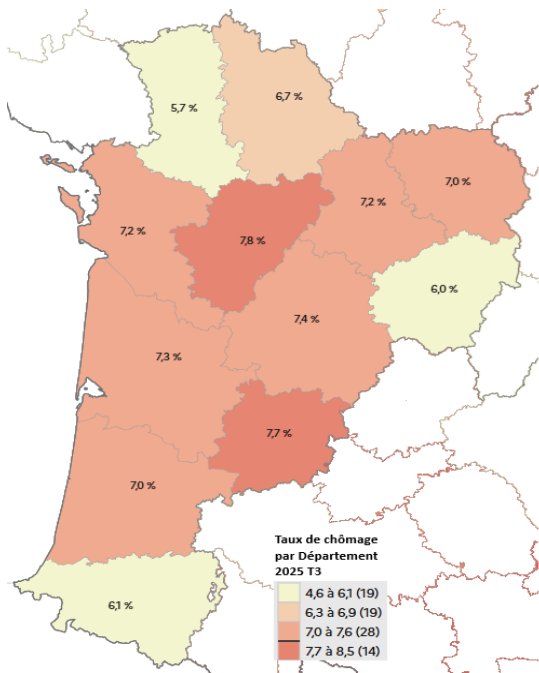 5,7 %
6,7 %
7,0 %
7,2 %
7,2 %
7,8 %
6,0 %
7,4 %
7,3 %
7,7 %
7,0 %
6,1 %
Taux de chômage
par Département
2025 T3
4,6 à 6,1 (19)
6,3 à 6,9 (19)
7,0 à 7,6 (28)
7,7 à 8,5 (14)